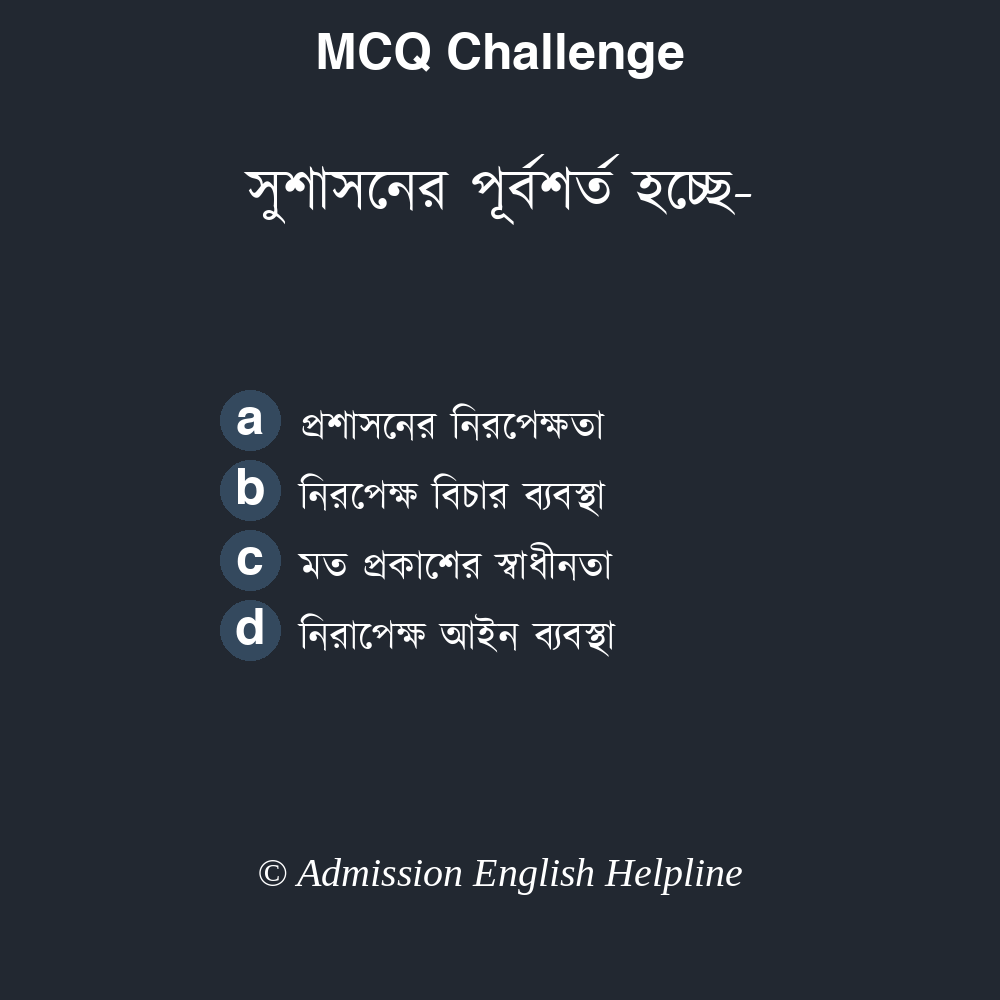 MCQ Challenge
সুশাসনের পূর্বশর্ত হচ্ছে-
a প্রশাসনের নিরপেক্ষতা
b নিরপেক্ষ বিচার ব্যবস্থা
c মত প্রকাশের স্বাধীনতা
d নিরাপেক্ষ আইন ব্যবস্থা
© Admission English Helpline